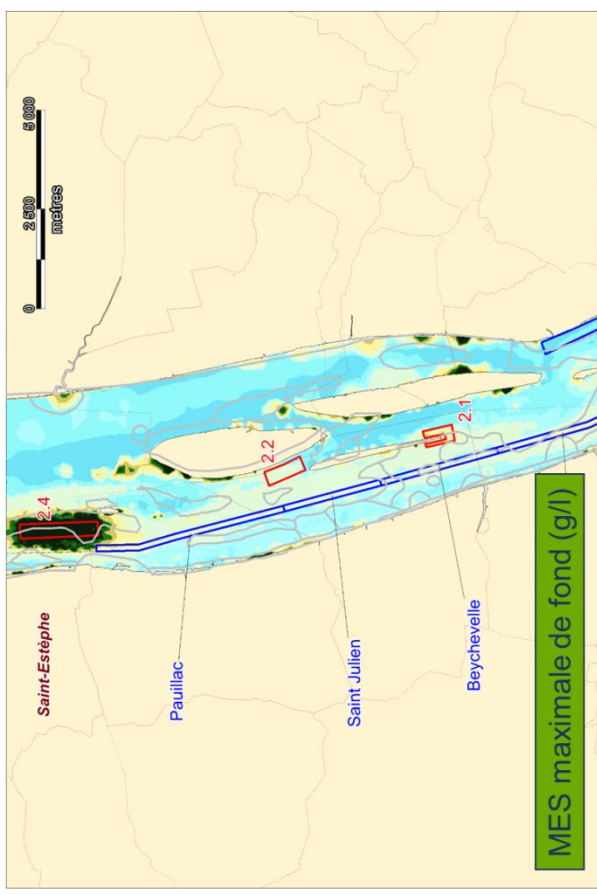 0 2 500 5 000
mètres
Saint-Estèphe
2.4
Pauillac
2.2
Saint Julien
2.1
Beychevelle
MES maximale de fond (g/l)